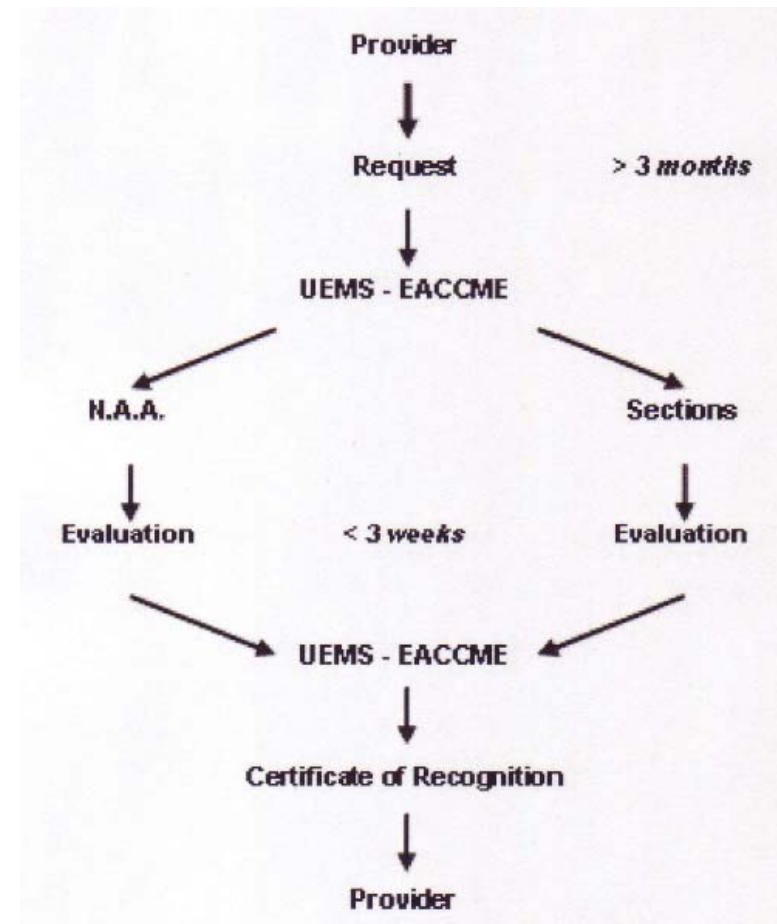 Provider
Request > 3 months
UEMS - EACCME
N.A.A. Sections
Evaluation < 3 weeks Evaluation
UEMS - EACCME
Certificate of Recognition
Provider